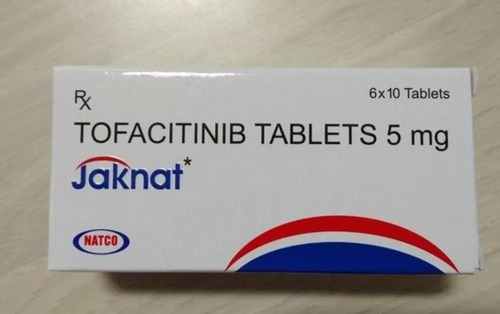 Rx
6x10 Tablets
TOFACITINIB TABLETS 5 mg
Jaknat*
NATCO